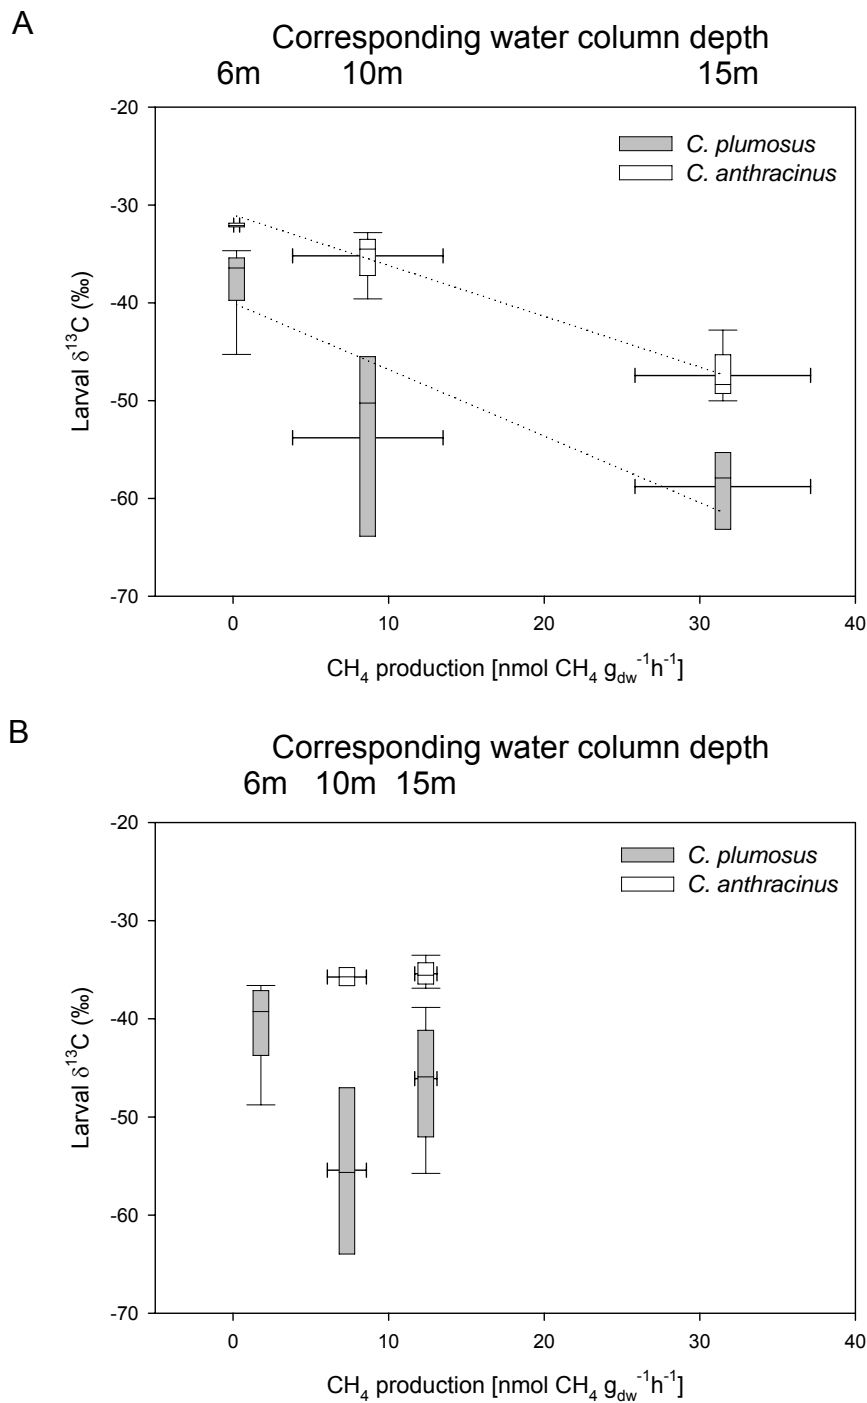 A
Corresponding water column depth
6m 10m 15m
-20
-30
-40
-50
-60
-70
Larval δ¹³C (‰)
C. plumosus
C. anthracinus
0 10 20 30 40
CH₄ production [nmol CH₄ g_dw⁻¹h⁻¹]
B
Corresponding water column depth
6m 10m 15m
-20
-30
-40
-50
-60
-70
Larval δ¹³C (‰)
C. plumosus
C. anthracinus
0 10 20 30 40
CH₄ production [nmol CH₄ g_dw⁻¹h⁻¹]